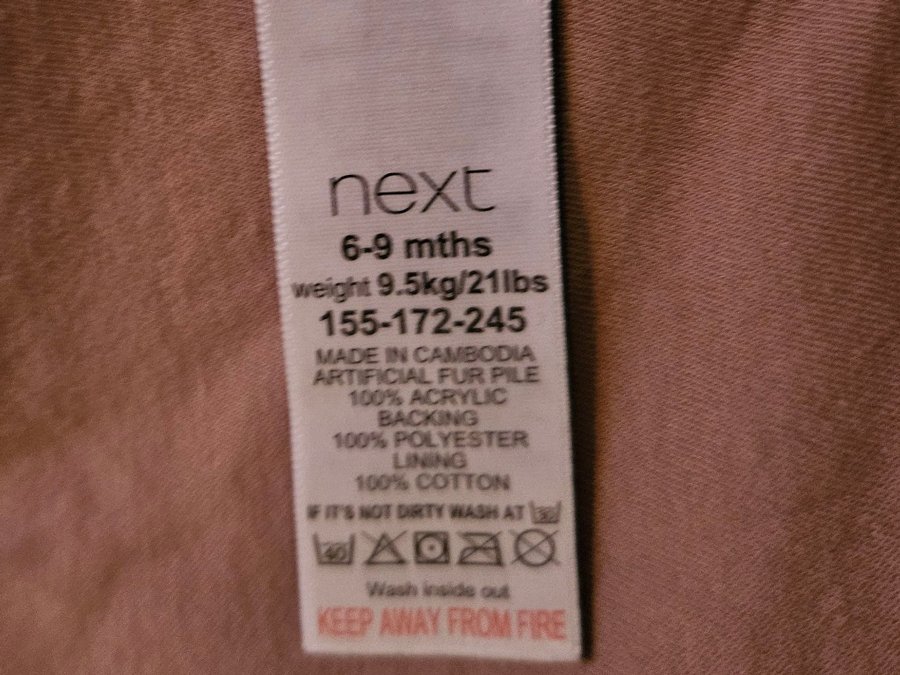 next
6-9 mths
weight 9.5kg/21lbs
155-172-245
MADE IN CAMBODIA
ARTIFICIAL FUR PILE
100% ACRYLIC
BACKING
100% POLYESTER
LINING
100% COTTON
IF IT'S NOT DIRTY WASH AT 30
40
Wash inside out
KEEP AWAY FROM FIRE